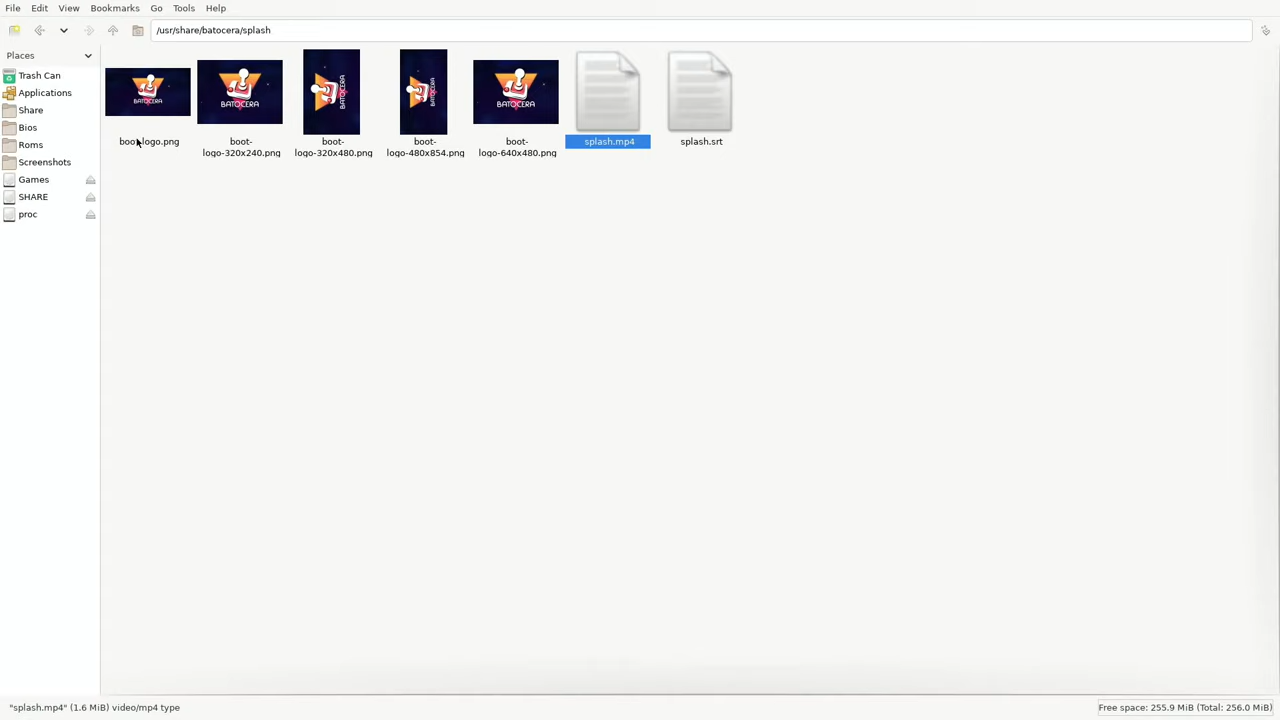 File Edit View Bookmarks Go Tools Help
/usr/share/batocera/splash
Places
Trash Can
Applications
Share
Bios
Roms
Screenshots
Games
SHARE
proc
BATOCERA
BATOCERA
BATOCERA
BATOCERA
BATOCERA
boot-logo.png
boot-
logo-320x240.png
boot-
logo-320x480.png
boot-
logo-480x854.png
boot-
logo-640x480.png
splash.mp4
splash.srt
"splash.mp4" (1.6 MiB) video/mp4 type
Free space: 255.9 MiB (Total: 256.0 MiB)